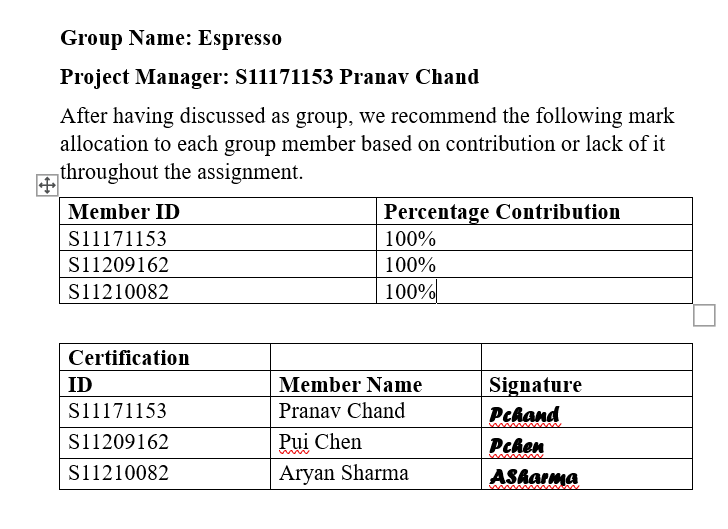 Group Name: Espresso
Project Manager: S11171153 Pranav Chand
After having discussed as group, we recommend the following mark
allocation to each group member based on contribution or lack of it
throughout the assignment.
Member ID Percentage Contribution
S11171153 100%
S11209162 100%
S11210082 100%
Certification
ID Member Name Signature
S11171153 Pranav Chand Pchand
S11209162 Pui Chen Pchen
S11210082 Aryan Sharma ASharma